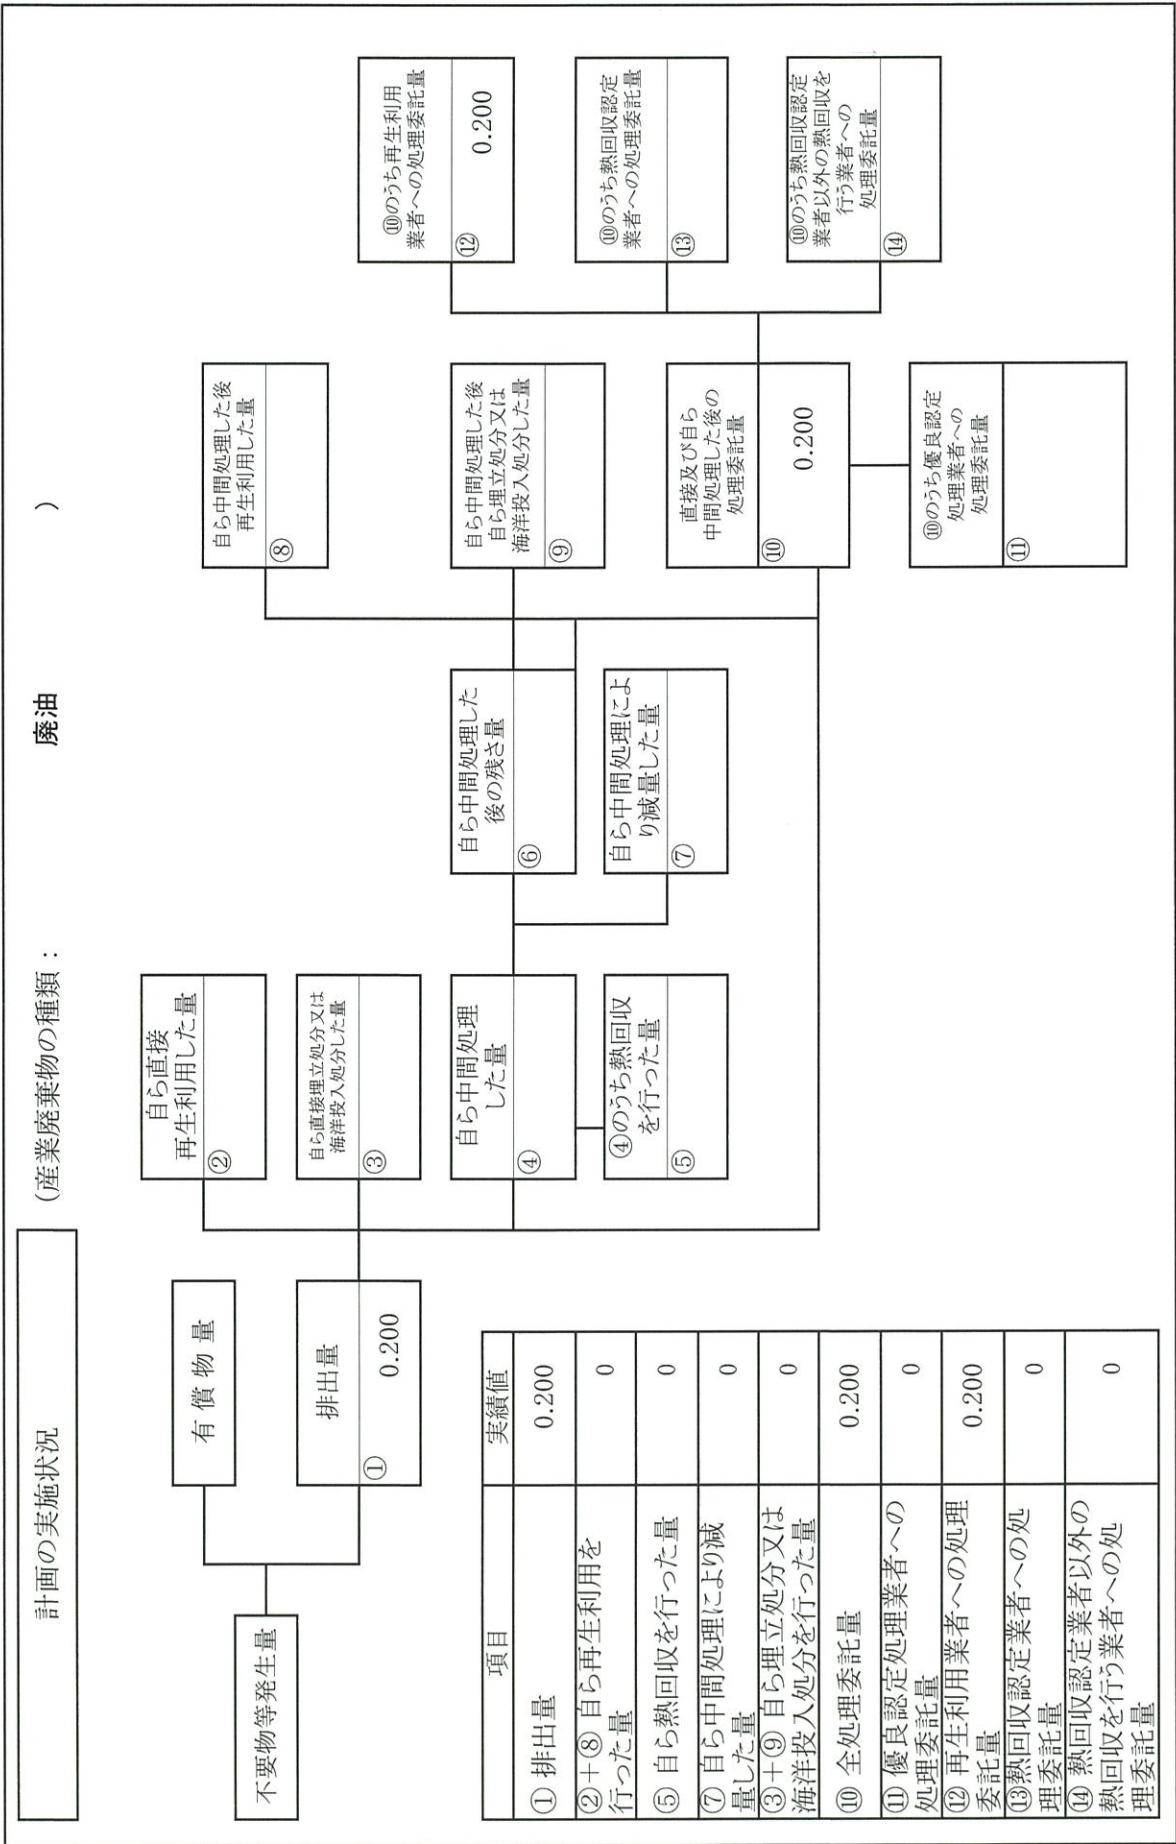 計画の実施状況
(産業廃棄物の種類： 廃油 )
不要物等発生量
有 償 物 量
排出量
① 0.200
自ら直接
再生利用した量
②
自ら直接埋立処分又は
海洋投入処分した量
③
自ら中間処理
した量
④
④のうち熱回収
を行った量
⑤
自ら中間処理した
後の残さ量
⑥
自ら中間処理によ
り減量した量
⑦
自ら中間処理した後
再生利用した量
⑧
自ら中間処理した後
自ら埋立処分又は
海洋投入処分した量
⑨
直接及び自ら
中間処理した後の
処理委託量
⑩ 0.200
⑩のうち優良認定
処理業者への
処理委託量
⑪
⑩のうち再生利用
業者への処理委託量
⑫ 0.200
⑩のうち熱回収認定
業者への処理委託量
⑬
⑩のうち熱回収認定
業者以外の熱回収を
行う業者への
処理委託量
⑭
項目 実績値
① 排出量 0.200
②＋⑧ 自ら再生利用を
行った量 0
⑤ 自ら熱回収を行った量 0
⑦ 自ら中間処理により減
量した量 0
③＋⑨ 自ら埋立処分又は
海洋投入処分を行った量 0
⑩ 全処理委託量 0.200
⑪ 優良認定処理業者への
処理委託量 0
⑫ 再生利用業者への処理
委託量 0.200
⑬熱回収認定業者への処
理委託量 0
⑭ 熱回収認定業者以外の
熱回収を行う業者への処
理委託量 0